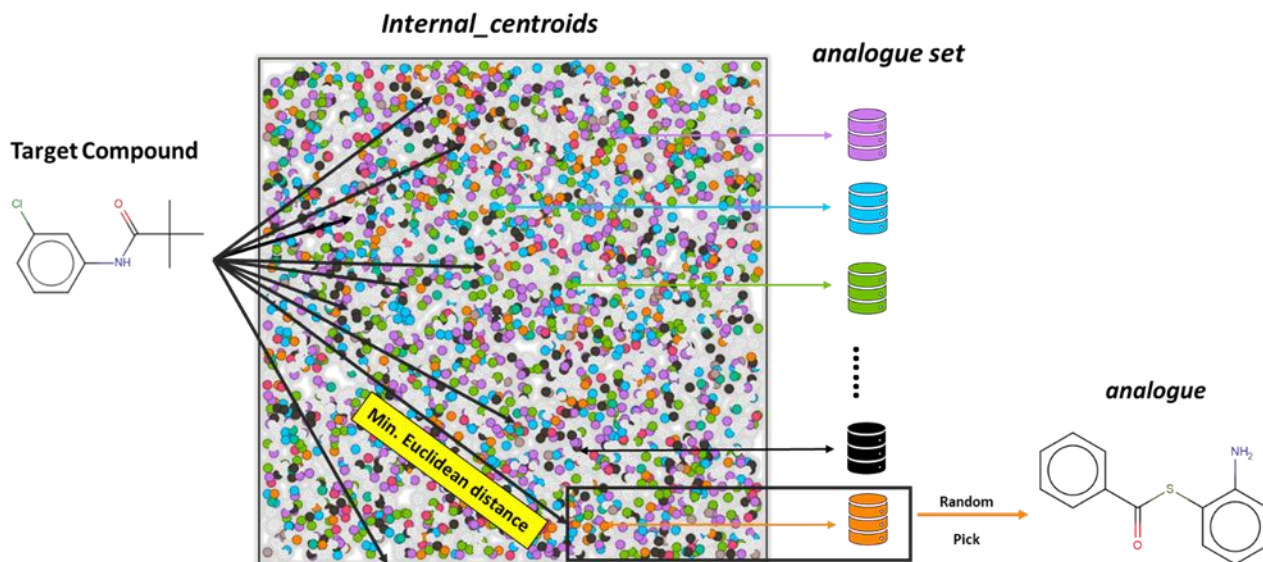 Internal_centroids
analogue set
Target Compound
Cl
O
NH
Min. Euclidean distance
analogue
Random
Pick
NH₂
S
O